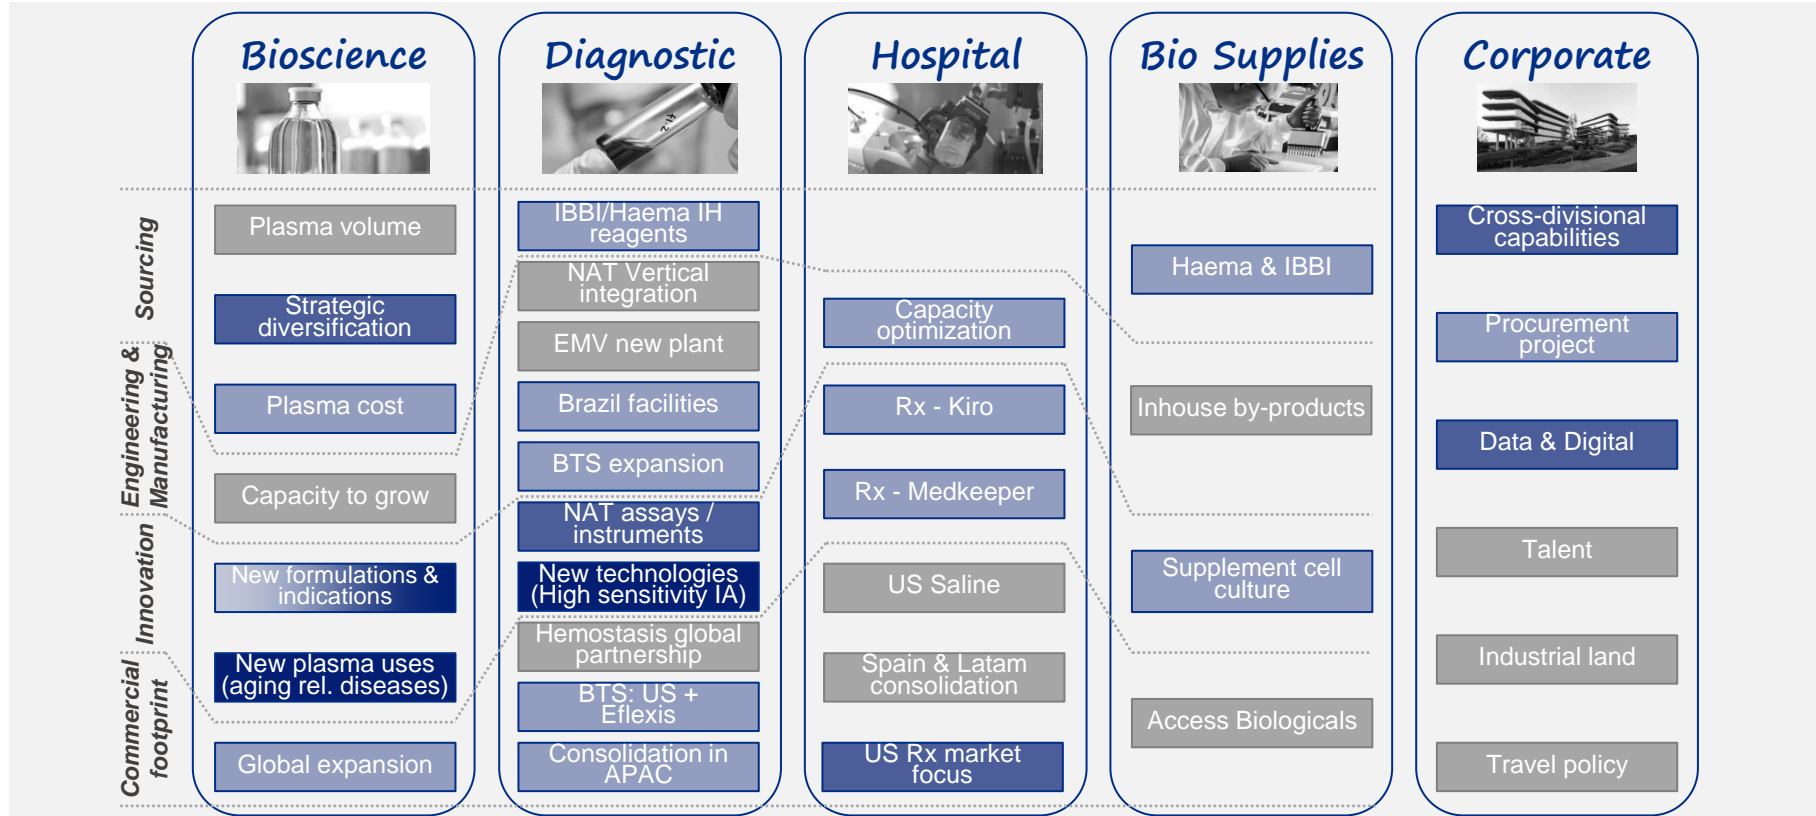 Bioscience
Diagnostic
Hospital
Bio Supplies
Corporate
Sourcing
Engineering &
Manufacturing
Innovation
Commercial
footprint
Plasma volume
Strategic
diversification
Plasma cost
Capacity to grow
New formulations &
indications
New plasma uses
(aging rel. diseases)
Global expansion
IBBI/Haema IH
reagents
NAT Vertical
integration
EMV new plant
Brazil facilities
BTS expansion
NAT assays /
instruments
New technologies
(High sensitivity IA)
Hemostasis global
partnership
BTS: US +
Eflexis
Consolidation in
APAC
Capacity
optimization
Rx - Kiro
Rx - Medkeeper
US Saline
Spain & Latam
consolidation
US Rx market
focus
Haema & IBBI
Inhouse by-products
Supplement cell
culture
Access Biologicals
Cross-divisional
capabilities
Procurement
project
Data & Digital
Talent
Industrial land
Travel policy